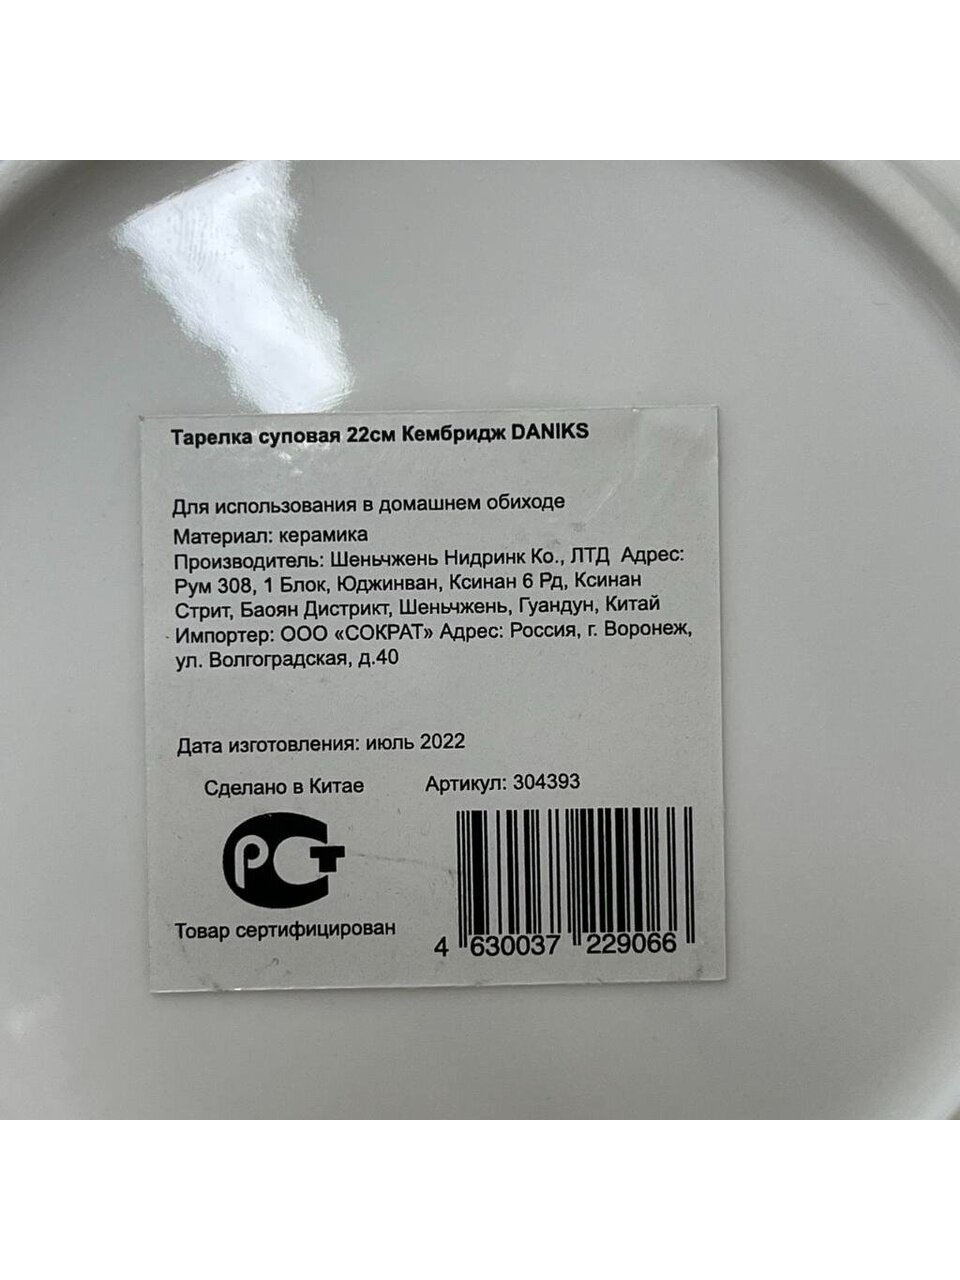 Тарелка суповая 22см Кембридж DANIKS
Для использования в домашнем обиходе
Материал: керамика
Производитель: Шеньчжень Нидринк Ко., ЛТД Адрес:
Рум 308, 1 Блок, Юджинван, Ксинан 6 Рд, Ксинан
Стрит, Баоян Дистрикт, Шеньчжень, Гуандун, Китай
Импортер: ООО «СОКРАТ» Адрес: Россия, г. Воронеж,
ул. Волгоградская, д.40
Дата изготовления: июль 2022
Сделано в Китае Артикул: 304393
РСТ
Товар сертифицирован
4 630037 229066